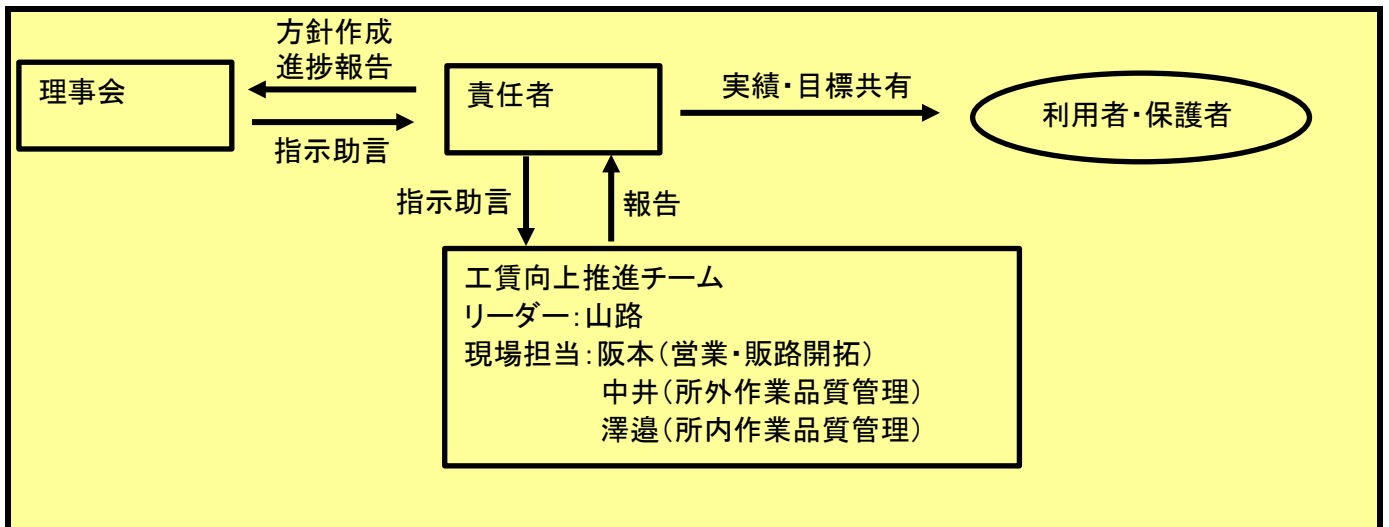 方針作成
進捗報告
理事会
責任者
実績・目標共有
利用者・保護者
指示助言
指示助言
報告
工賃向上推進チーム
リーダー：山路
現場担当：阪本（営業・販路開拓）
中井（所外作業品質管理）
澤邉（所内作業品質管理）